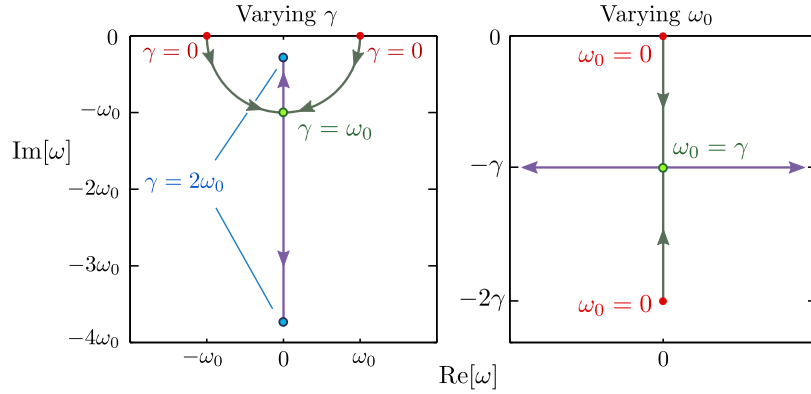 Varying γ
0
γ = 0
γ = 0
−ω₀
γ = ω₀
Im[ω]
γ = 2ω₀
−2ω₀
−3ω₀
−4ω₀
−ω₀
0
ω₀
Varying ω₀
0
ω₀ = 0
ω₀ = γ
−γ
−2γ
ω₀ = 0
0
Re[ω]